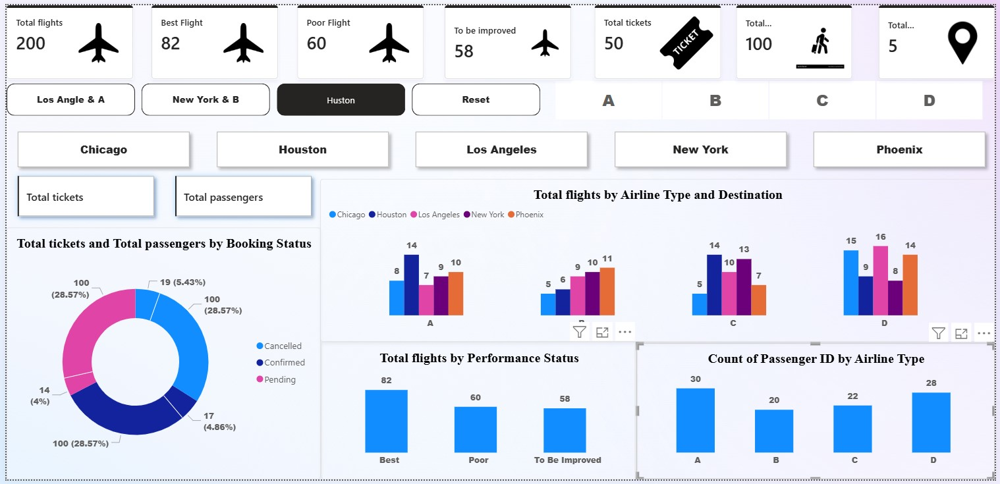 Total flights
200
Best Flight
82
Poor Flight
60
To be improved
58
Total tickets
50
TICKET
Total...
100
Total...
5
Los Angle & A
New York & B
Huston
Reset
A
B
C
D
Chicago
Houston
Los Angeles
New York
Phoenix
Total tickets
Total passengers
Total flights by Airline Type and Destination
Chicago
Houston
Los Angeles
New York
Phoenix
8
14
7
9
10
5
6
9
10
11
5
14
10
13
7
15
9
16
8
14
A
C
D
Total tickets and Total passengers by Booking Status
100
(28.57%)
19 (5.43%)
100
(28.57%)
14
(4%)
17
(4.86%)
100 (28.57%)
Cancelled
Confirmed
Pending
Total flights by Performance Status
82
60
58
Best
Poor
To Be Improved
Count of Passenger ID by Airline Type
30
20
22
28
A
B
C
D